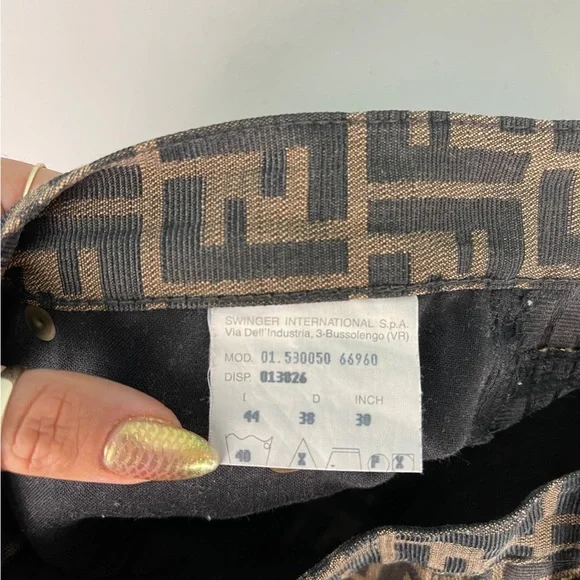 SWINGER INTERNATIONAL S.p.A.
Via Dell'Industria, 3-Bussolengo (VR)
MOD. 01.530050 66960
DISP. 013826
I D INCH
44 38 30
40 X P X